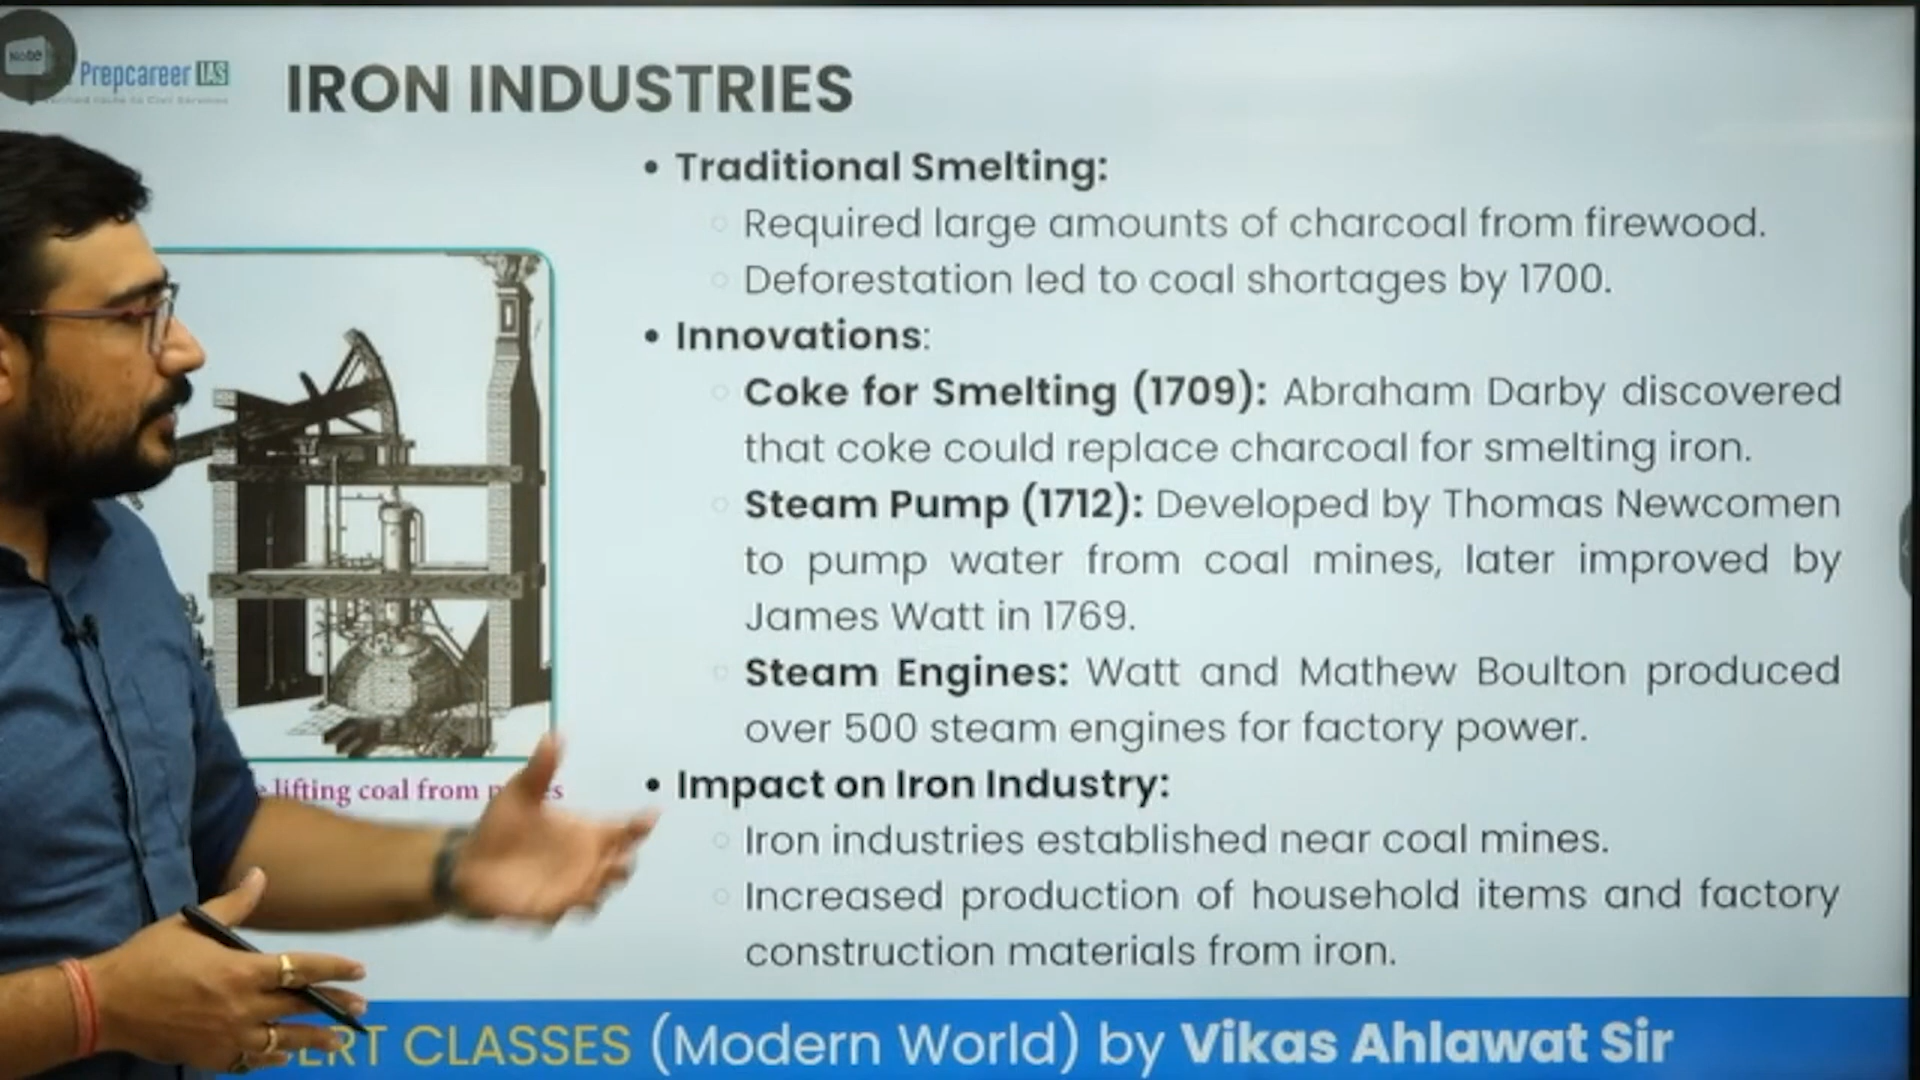 Note
Prepcareer IAS
IRON INDUSTRIES
• Traditional Smelting:
Required large amounts of charcoal from firewood.
Deforestation led to coal shortages by 1700.
• Innovations:
Coke for Smelting (1709): Abraham Darby discovered
that coke could replace charcoal for smelting iron.
Steam Pump (1712): Developed by Thomas Newcomen
to pump water from coal mines, later improved by
James Watt in 1769.
Steam Engines: Watt and Mathew Boulton produced
over 500 steam engines for factory power.
lifting coal from
• Impact on Iron Industry:
Iron industries established near coal mines.
Increased production of household items and factory
construction materials from iron.
CLASSES (Modern World) by Vikas Ahlawat Sir